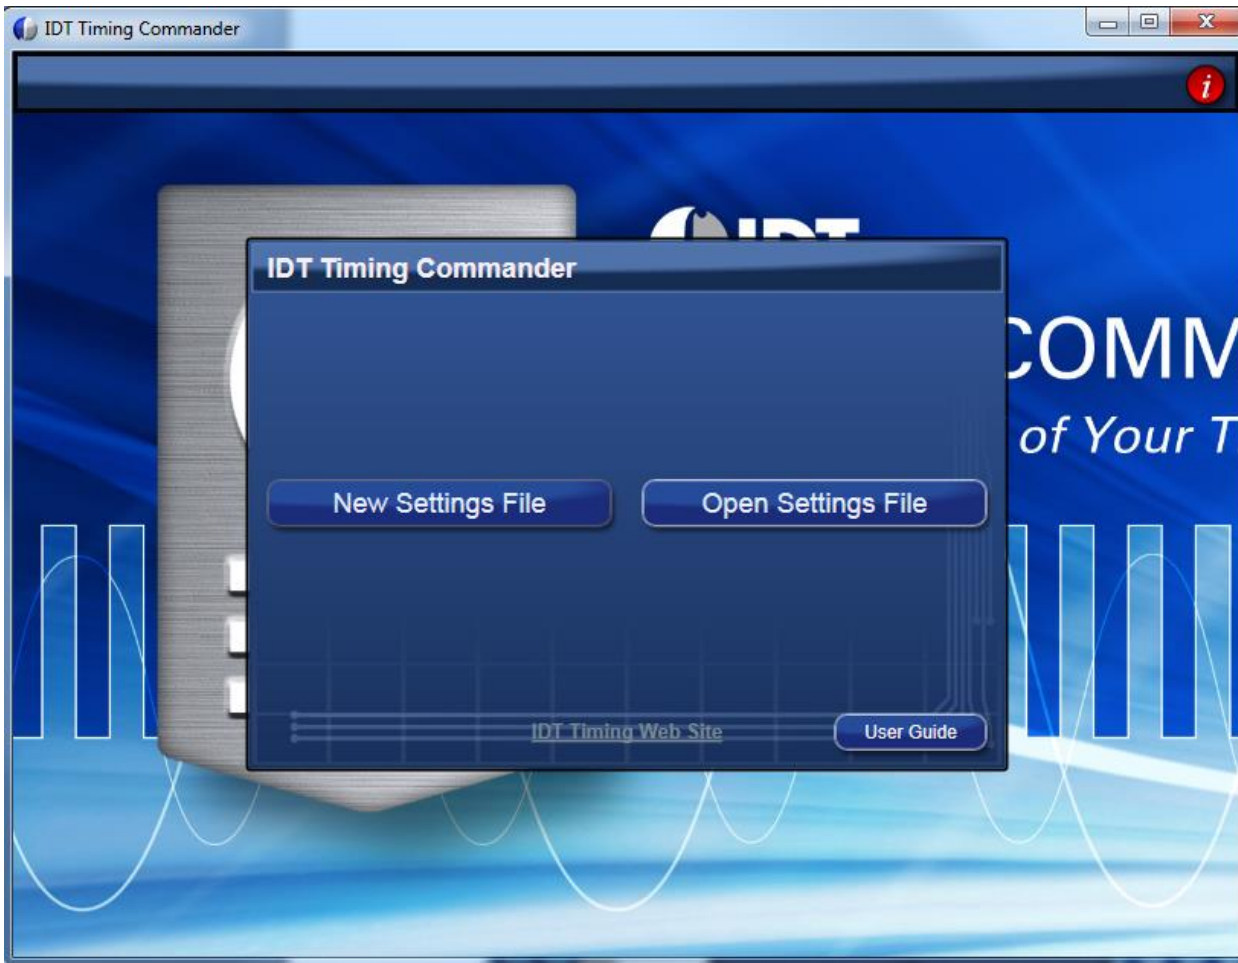 IDT Timing Commander
i
IDT
IDT Timing Commander
COMM
of Your T
New Settings File
Open Settings File
IDT Timing Web Site
User Guide